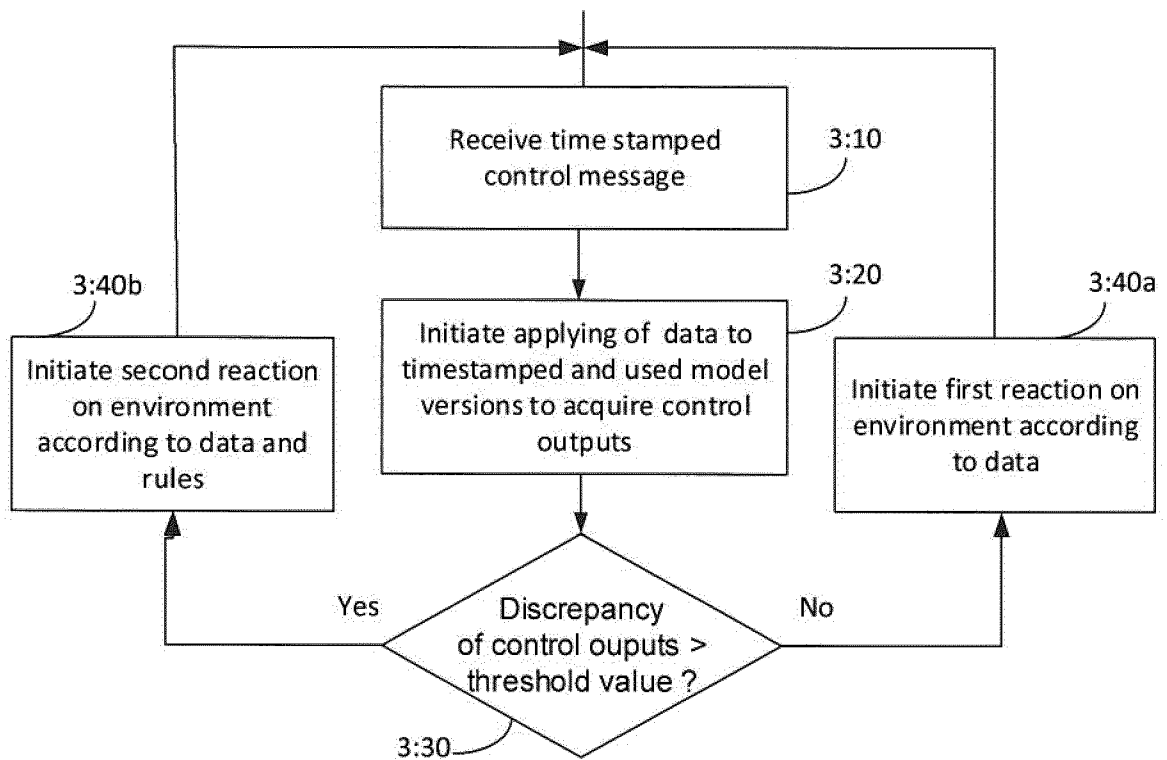 Receive time stamped
control message
3:10
3:20
Initiate applying of data to
timestamped and used model
versions to acquire control
outputs
3:40b
Initiate second reaction
on environment
according to data and
rules
3:40a
Initiate first reaction on
environment according
to data
Yes
Discrepancy
of control ouputs >
threshold value ?
No
3:30